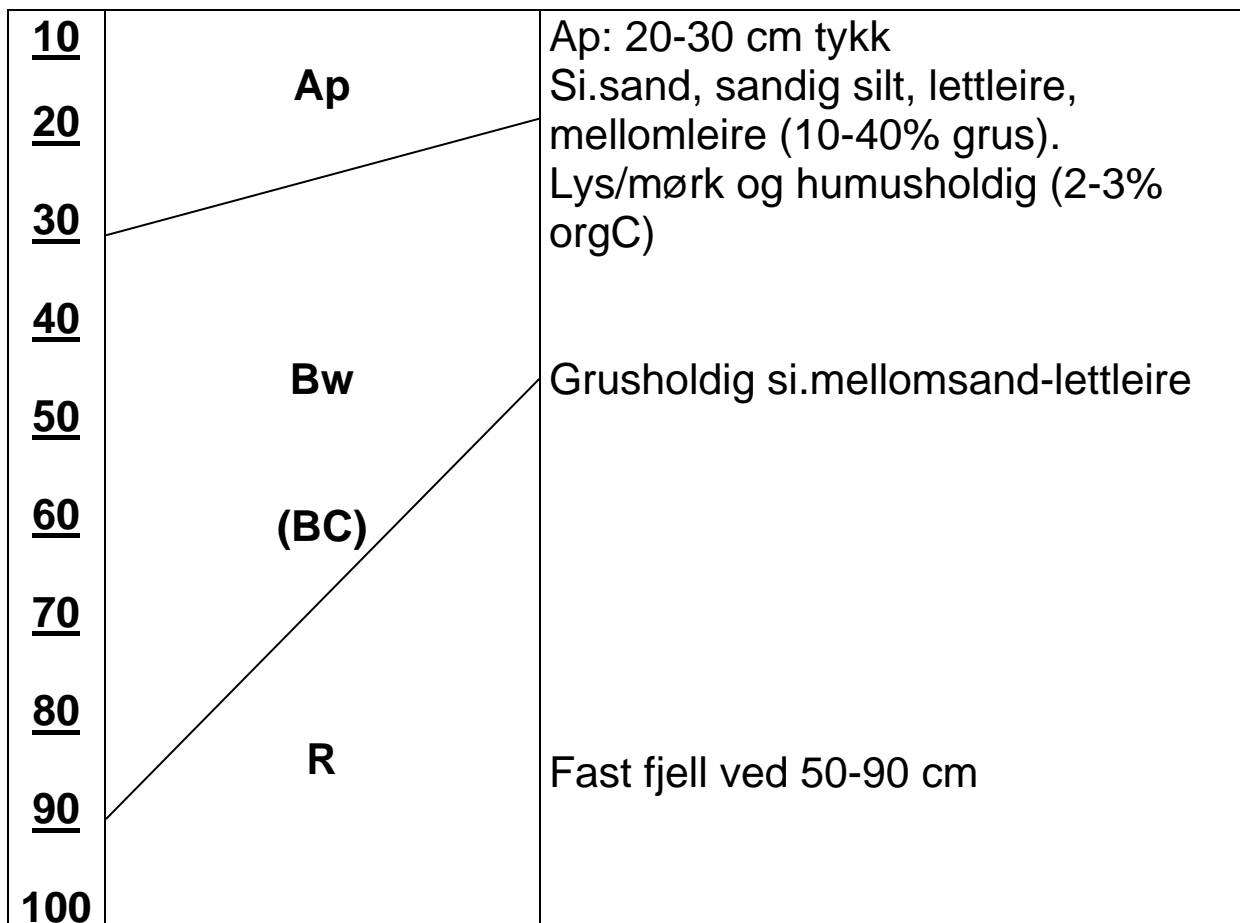 10
Ap: 20-30 cm tykk
Ap
Si.sand, sandig silt, lettleire,
20
mellomleire (10-40% grus).
Lys/mørk og humusholdig (2-3%
30
orgC)
40
Bw
Grusholdig si.mellomsand-lettleire
50
60
(BC)
70
80
R
Fast fjell ved 50-90 cm
90
100